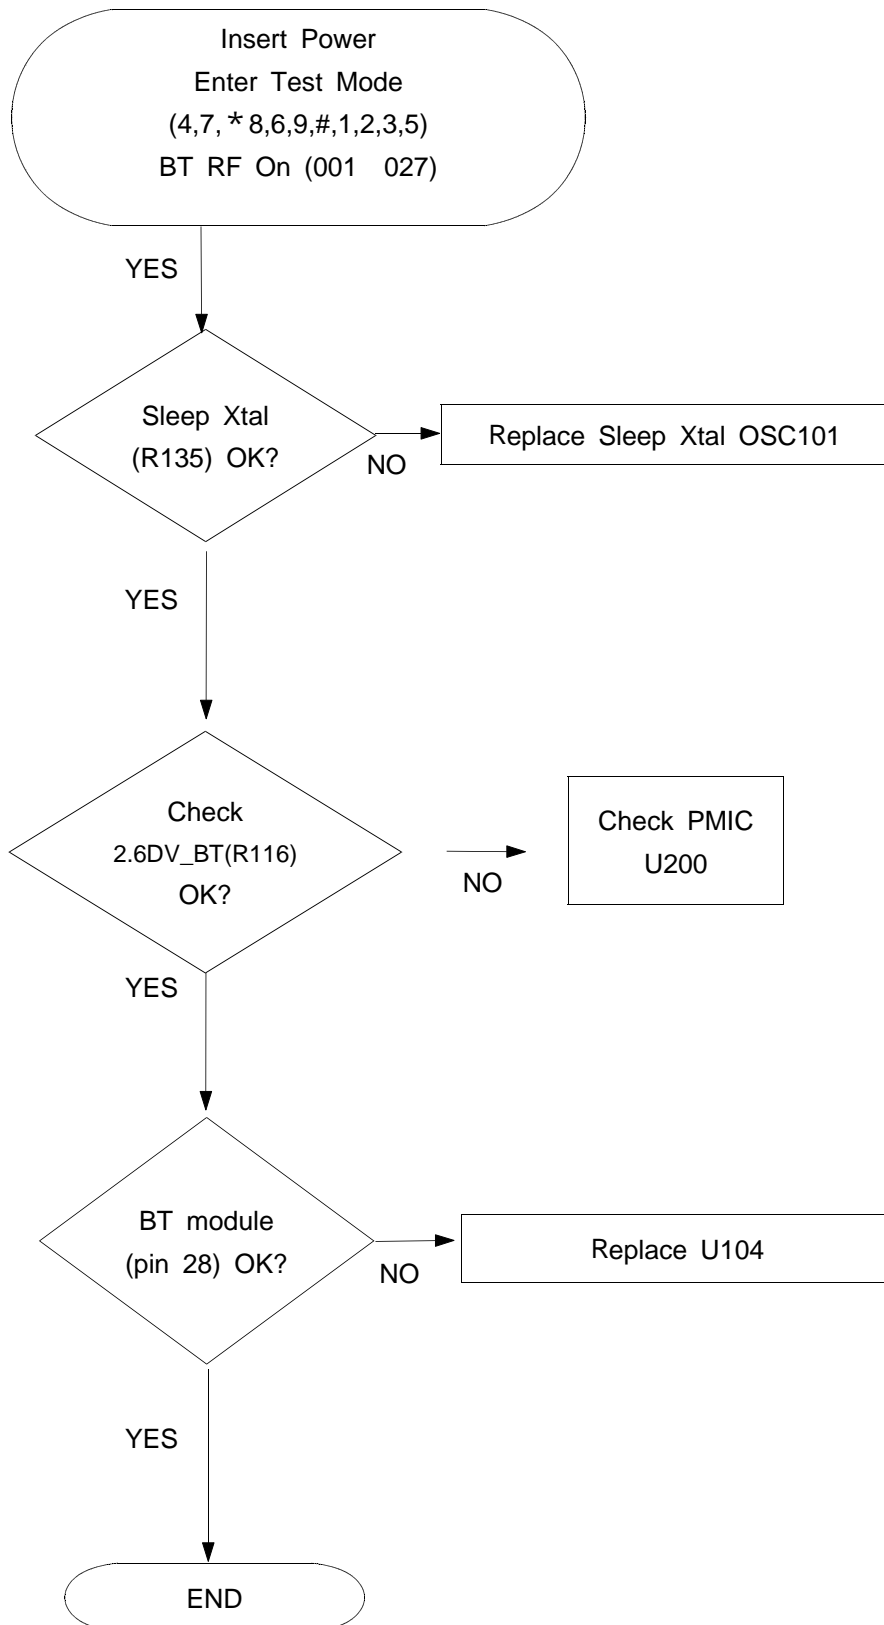 Insert Power
Enter Test Mode
(4,7,*8,6,9,#,1,2,3,5)
BT RF On (001 027)
YES
Sleep Xtal
(R135) OK?
NO
Replace Sleep Xtal OSC101
YES
Check
2.6DV_BT(R116)
OK?
NO
Check PMIC
U200
YES
BT module
(pin 28) OK?
NO
Replace U104
YES
END